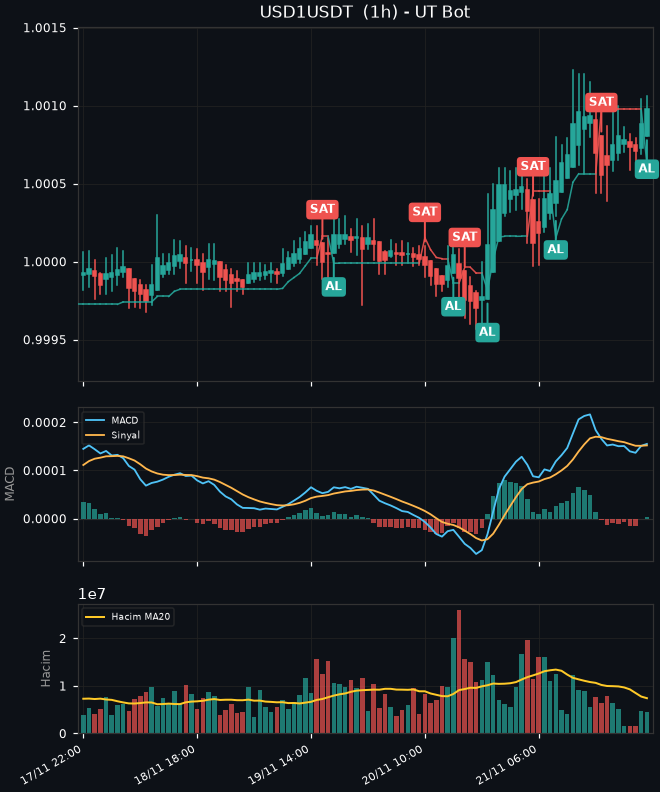 USD1USDT (1h) - UT Bot
1.0015
1.0010
1.0005
1.0000
0.9995
SAT
AL
SAT
AL
SAT
AL
SAT
AL
SAT
AL
MACD
Sinyal
0.0002
0.0001
0.0000
MACD
1e7
Hacim MA20
2
1
0
Hacim
17/11 22:00
18/11 18:00
19/11 14:00
20/11 10:00
21/11 06:00